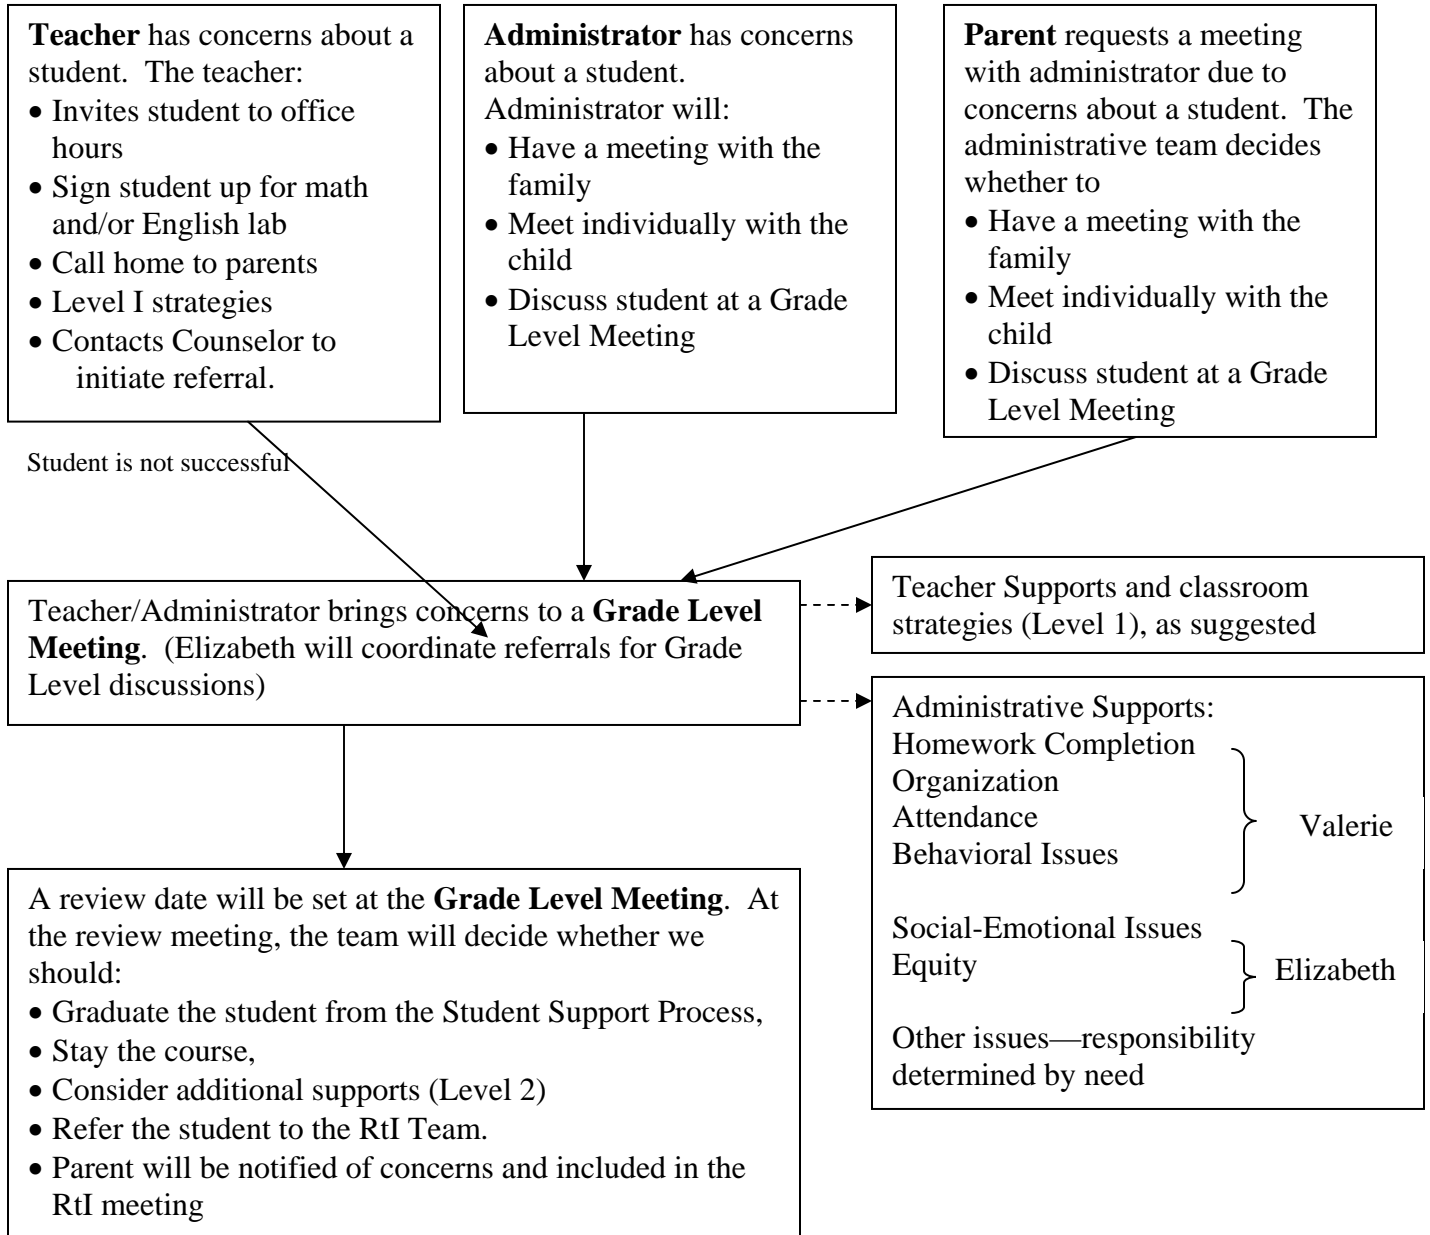 Teacher has concerns about a
student.  The teacher:
• Invites student to office
hours
• Sign student up for math
and/or English lab
• Call home to parents
• Level I strategies
• Contacts Counselor to
initiate referral.
Administrator has concerns
about a student.
Administrator will:
• Have a meeting with the
family
• Meet individually with the
child
• Discuss student at a Grade
Level Meeting
Parent requests a meeting
with administrator due to
concerns about a student.  The
administrative team decides
whether to
• Have a meeting with the
family
• Meet individually with the
child
• Discuss student at a Grade
Level Meeting
Student is not successful
Teacher/Administrator brings concerns to a Grade Level
Meeting.  (Elizabeth will coordinate referrals for Grade
Level discussions)
Teacher Supports and classroom
strategies (Level 1), as suggested
Administrative Supports:
Homework Completion
Organization
Attendance
Behavioral Issues
Valerie
Social-Emotional Issues
Equity
Elizabeth
Other issues—responsibility
determined by need
A review date will be set at the Grade Level Meeting.  At
the review meeting, the team will decide whether we
should:
• Graduate the student from the Student Support Process,
• Stay the course,
• Consider additional supports (Level 2)
• Refer the student to the RtI Team.
• Parent will be notified of concerns and included in the
RtI meeting